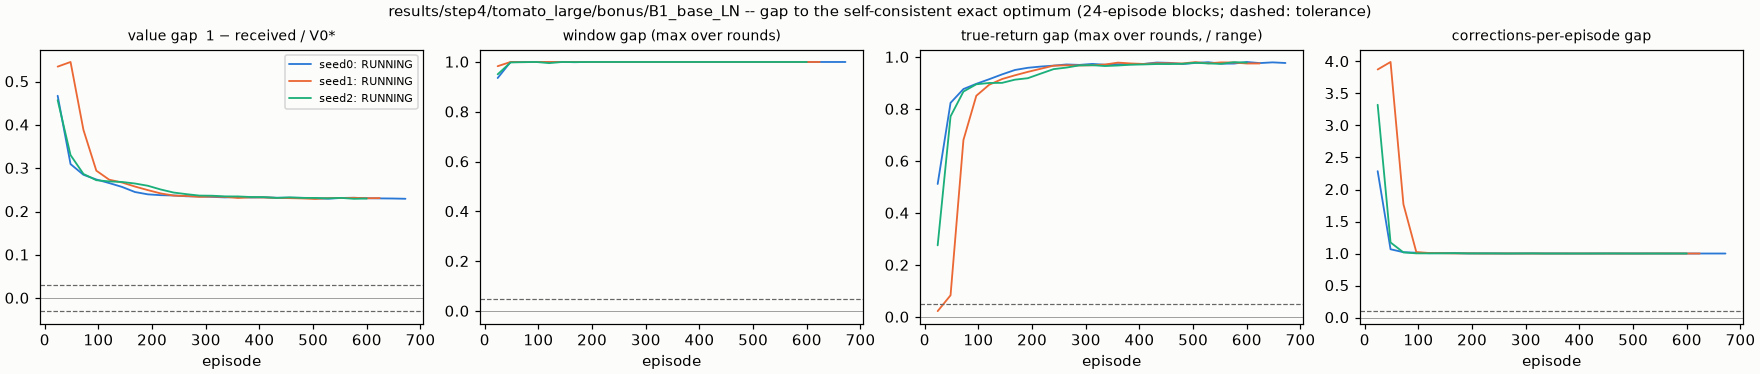 results/step4/tomato_large/bonus/B1_base_LN -- gap to the self-consistent exact optimum (24-episode blocks; dashed: tolerance)
value gap 1 − received / V0*
0.5
0.4
0.3
0.2
0.1
0.0
seed0: RUNNING
seed1: RUNNING
seed2: RUNNING
0 100 200 300 400 500 600 700
episode
window gap (max over rounds)
1.0
0.8
0.6
0.4
0.2
0.0
0 100 200 300 400 500 600 700
episode
true-return gap (max over rounds, / range)
1.0
0.8
0.6
0.4
0.2
0.0
0 100 200 300 400 500 600 700
episode
corrections-per-episode gap
4.0
3.5
3.0
2.5
2.0
1.5
1.0
0.5
0.0
0 100 200 300 400 500 600 700
episode